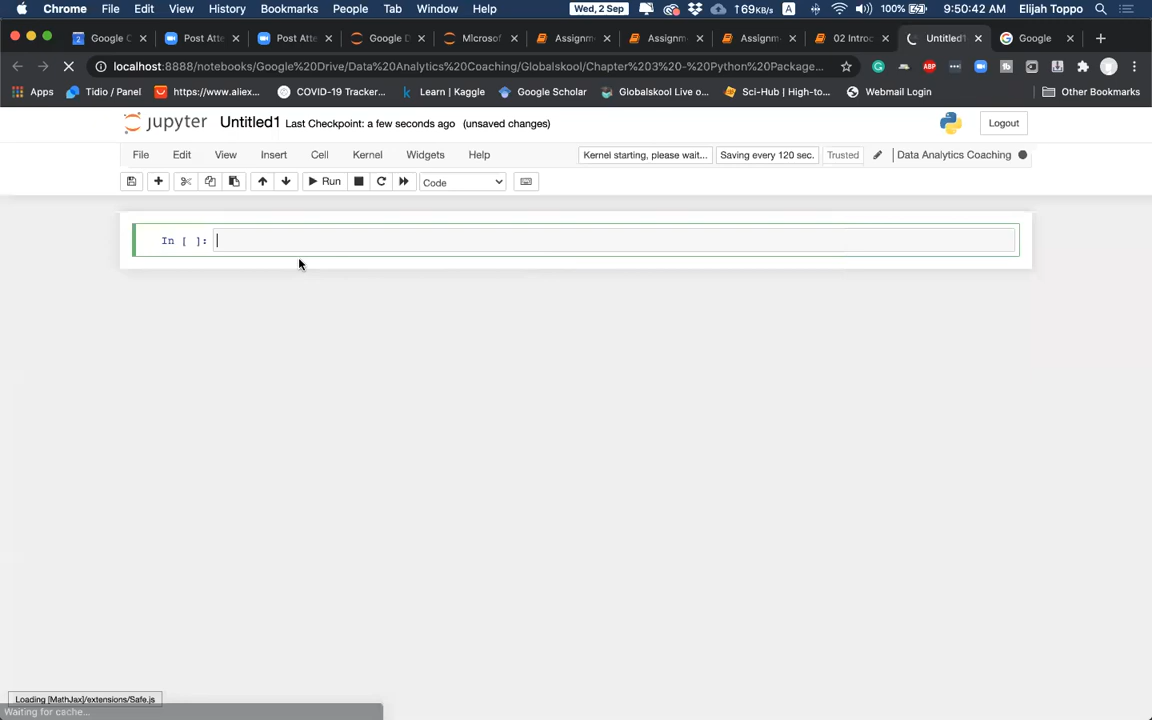 Chrome File Edit View History Bookmarks People Tab Window Help Wed, 2 Sep 169KB/s A 100% 9:50:42 AM Elijah Toppo
Google C Post Atte Post Atte Google D Microsof Assignm Assignm Assignm 02 Introc Untitled1 Google
localhost:8888/notebooks/Google%20Drive/Data%20Analytics%20Coaching/Globalskool/Chapter%203%20-%20Python%20Package...
Apps Tidio / Panel https://www.aliex... COVID-19 Tracker... Learn | Kaggle Google Scholar Globalskool Live o... Sci-Hub | High-to... Webmail Login Other Bookmarks
jupyter Untitled1 Last Checkpoint: a few seconds ago (unsaved changes) Logout
File Edit View Insert Cell Kernel Widgets Help Kernel starting, please wait... Saving every 120 sec. Trusted Data Analytics Coaching
Run Code
In [ ]:
Loading [MathJax]/extensions/Safe.js
Waiting for cache...